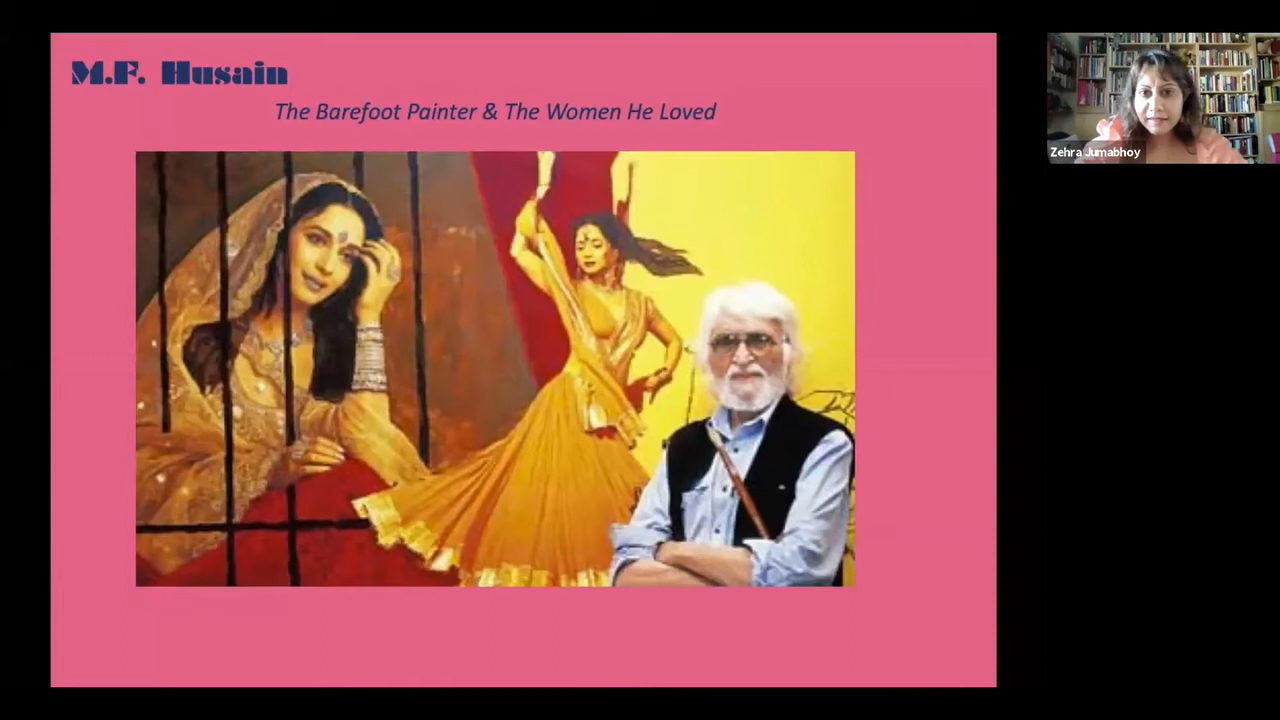 M.F. Husain
The Barefoot Painter & The Women He Loved
Zehra Jumabhoy